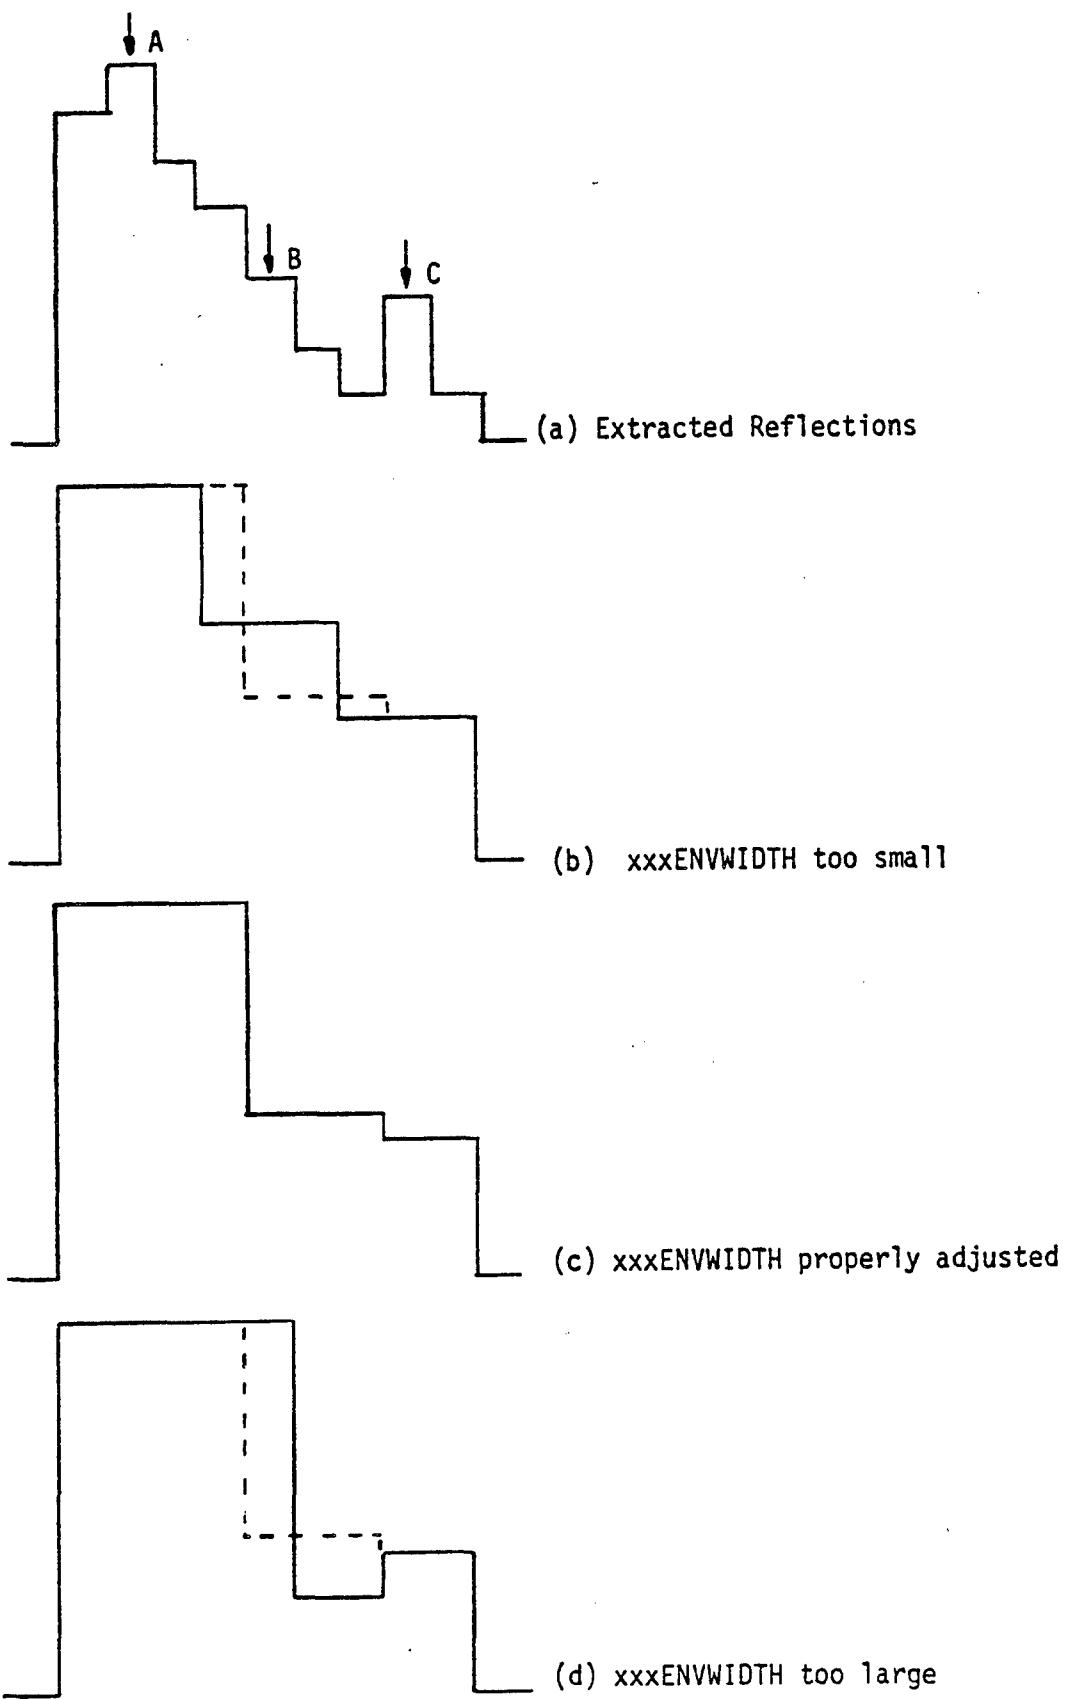 A
B
C
(a) Extracted Reflections
(b) xxxENVWIDTH too small
(c) xxxENVWIDTH properly adjusted
(d) xxxENVWIDTH too large